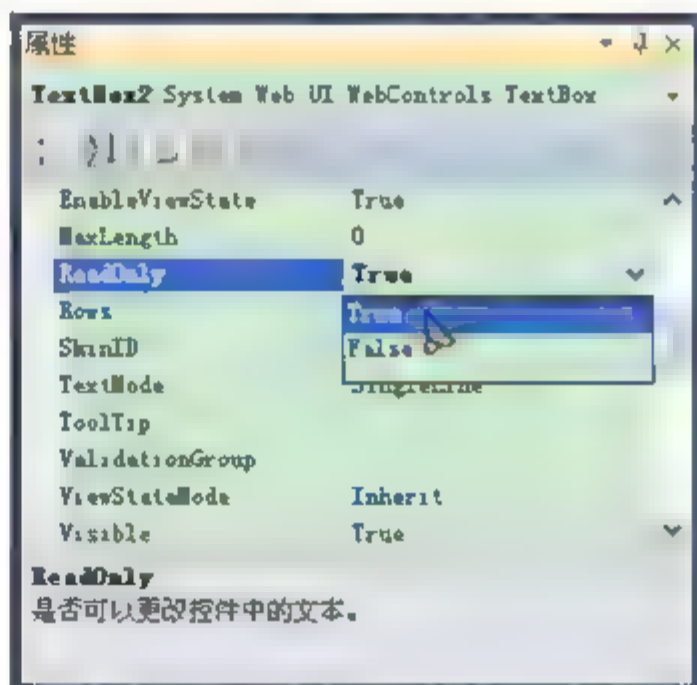 属性
TextBox2 System Web UI WebControls TextBox
EnableViewState True
MaxLength 0
ReadOnly True
Rows True
SkinID False
TextMode SingleLine
ToolTip
ValidationGroup
ViewStateMode Inherit
Visible True
ReadOnly
是否可以更改控件中的文本。